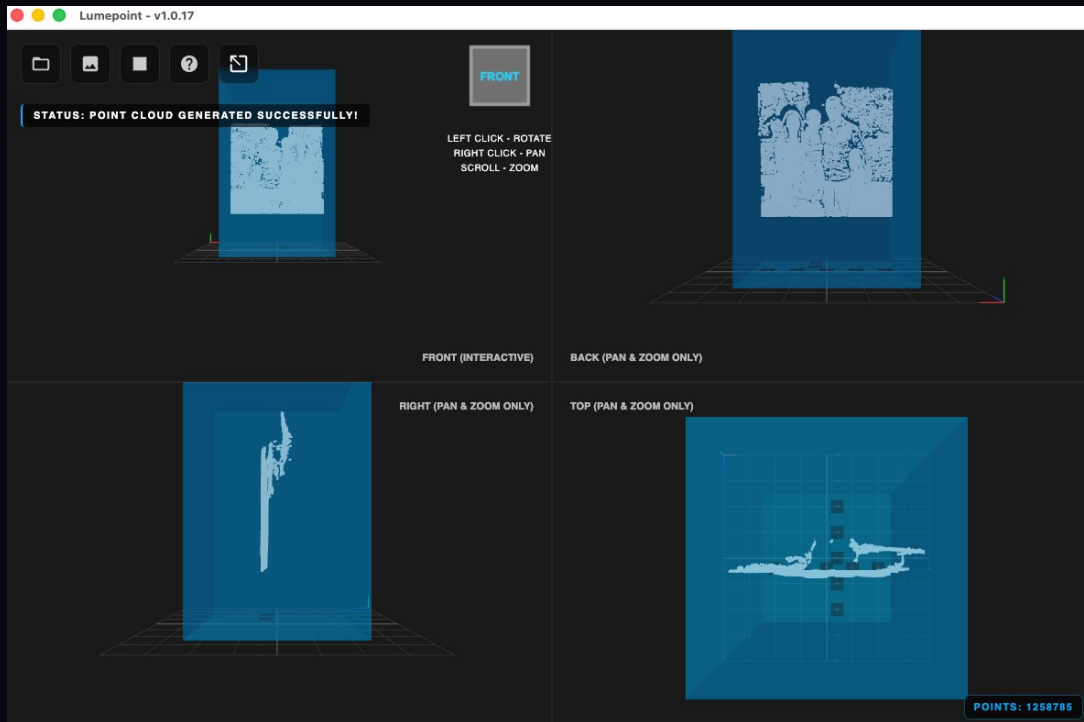 Lumepoint - v1.0.17
FRONT
STATUS: POINT CLOUD GENERATED SUCCESSFULLY!
LEFT CLICK - ROTATE
RIGHT CLICK - PAN
SCROLL - ZOOM
FRONT (INTERACTIVE)
BACK (PAN & ZOOM ONLY)
RIGHT (PAN & ZOOM ONLY)
TOP (PAN & ZOOM ONLY)
POINTS: 1258785